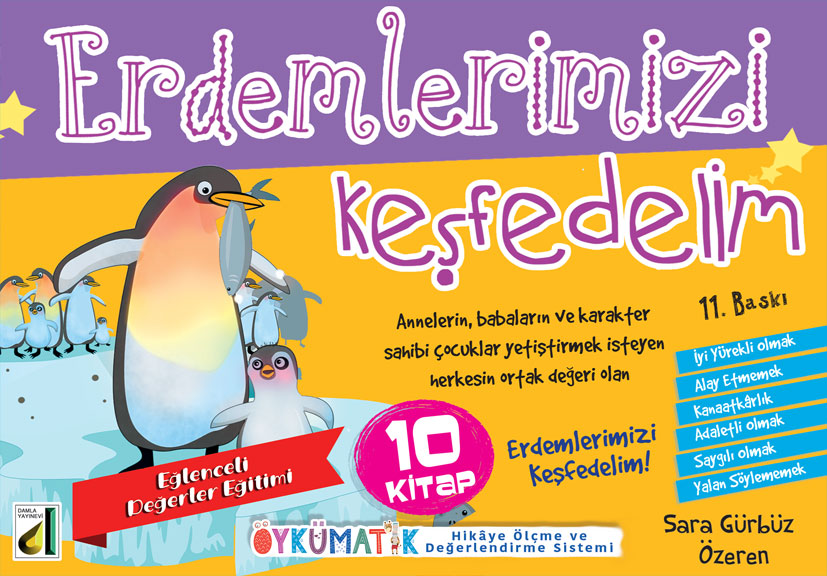 Erdemlerimizi
keşfedelim
11. Baskı
Annelerin, babaların ve karakter
sahibi çocuklar yetiştirmek isteyen
herkesin ortak değeri olan
Erdemlerimizi
Keşfedelim!
İyi Yürekli olmak
Alay Etmemek
Kanaatkârlık
Adaletli olmak
Saygılı olmak
Yalan Söylememek
10
KİTAP
Eğlenceli
Değerler Eğitimi
DAMLA
YAYINEVİ
ÖYKÜMATİK
Hikâye Ölçme ve
Değerlendirme Sistemi
Sara Gürbüz
Özeren